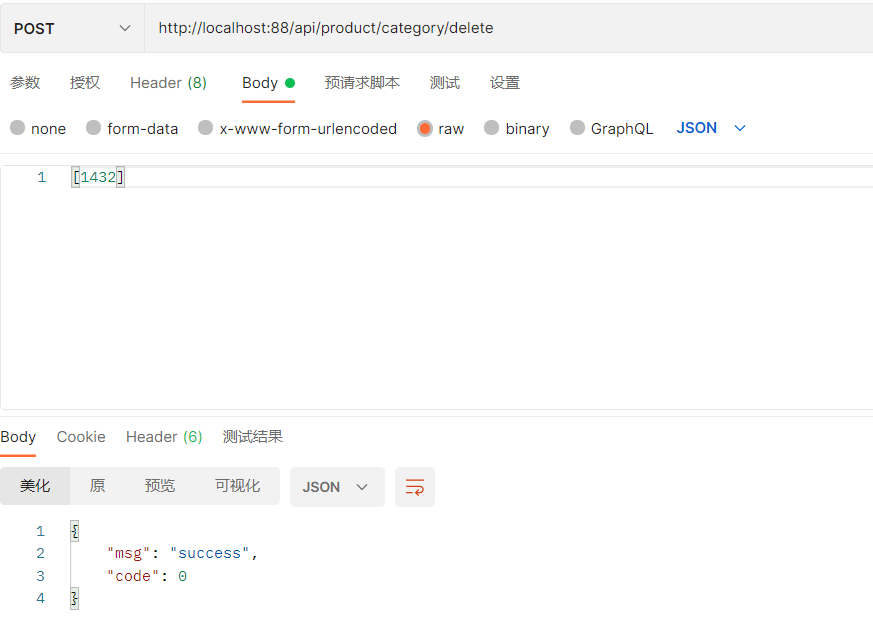 POST http://localhost:88/api/product/category/delete
参数 授权 Header (8) Body 预请求脚本 测试 设置
none form-data x-www-form-urlencoded raw binary GraphQL JSON
1 [1432]
Body Cookie Header (6) 测试结果
美化 原 预览 可视化 JSON
1 {
2 "msg": "success",
3 "code": 0
4 }